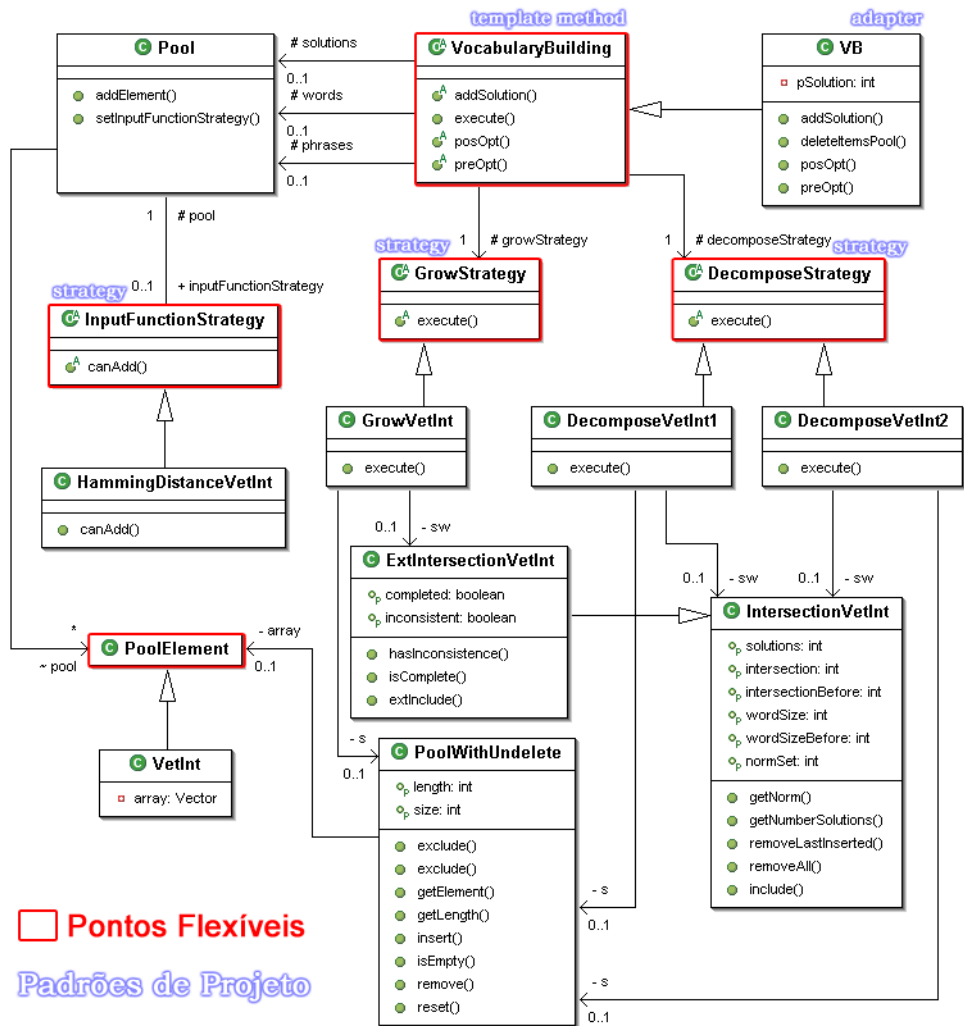 template method
adapter
C Pool
addElement()
setInputFunctionStrategy()
# solutions
0..1
# words
0..1
# phrases
0..1
CA VocabularyBuilding
addSolution()
execute()
posOpt()
preOpt()
C VB
pSolution: int
addSolution()
deleteItemsPool()
posOpt()
preOpt()
1 # pool
0..1 + inputFunctionStrategy
strategy
CA InputFunctionStrategy
canAdd()
1 # growStrategy
strategy
CA GrowStrategy
execute()
1 # decomposeStrategy
strategy
CA DecomposeStrategy
execute()
C GrowVetInt
execute()
C DecomposeVetInt1
execute()
C DecomposeVetInt2
execute()
C HammingDistanceVetInt
canAdd()
0..1 - sw
C ExtIntersectionVetInt
completed: boolean
inconsistent: boolean
hasInconsistence()
isComplete()
extInclude()
0..1 - sw
0..1 - sw
C IntersectionVetInt
solutions: int
intersection: int
intersectionBefore: int
wordSize: int
wordSizeBefore: int
normSet: int
getNorm()
getNumberSolutions()
removeLastInserted()
removeAll()
include()
*
~ pool
C PoolElement
- array
0..1
C VetInt
array: Vector
- s
0..1
C PoolWithUndelete
length: int
size: int
exclude()
exclude()
getElement()
getLength()
insert()
isEmpty()
remove()
reset()
- s
0..1
- s
0..1
Pontos Flexíveis
Padrões de Projeto